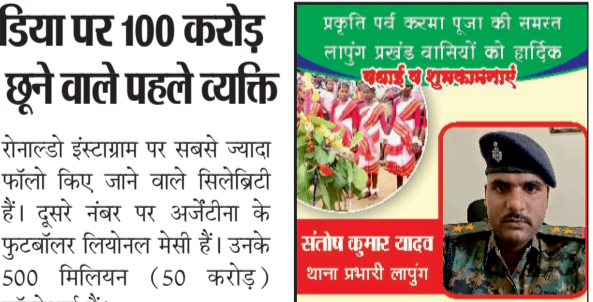 डिया पर 100 करोड़
छूने वाले पहले व्यक्ति
रोनाल्डो इंस्टाग्राम पर सबसे ज्यादा
फॉलो किए जाने वाले सिलेब्रिटी
हैं। दूसरे नंबर पर अर्जेंटीना के
फुटबॉलर लियोनल मेसी हैं। उनके
500 मिलियन (50 करोड़)
प्रकृति पर्व करमा पूजा की समस्त
लापुंग प्रखंड वासियों को हार्दिक
बधाई व शुभकामनाएं
संतोष कुमार यादव
थाना प्रभारी लापुंग